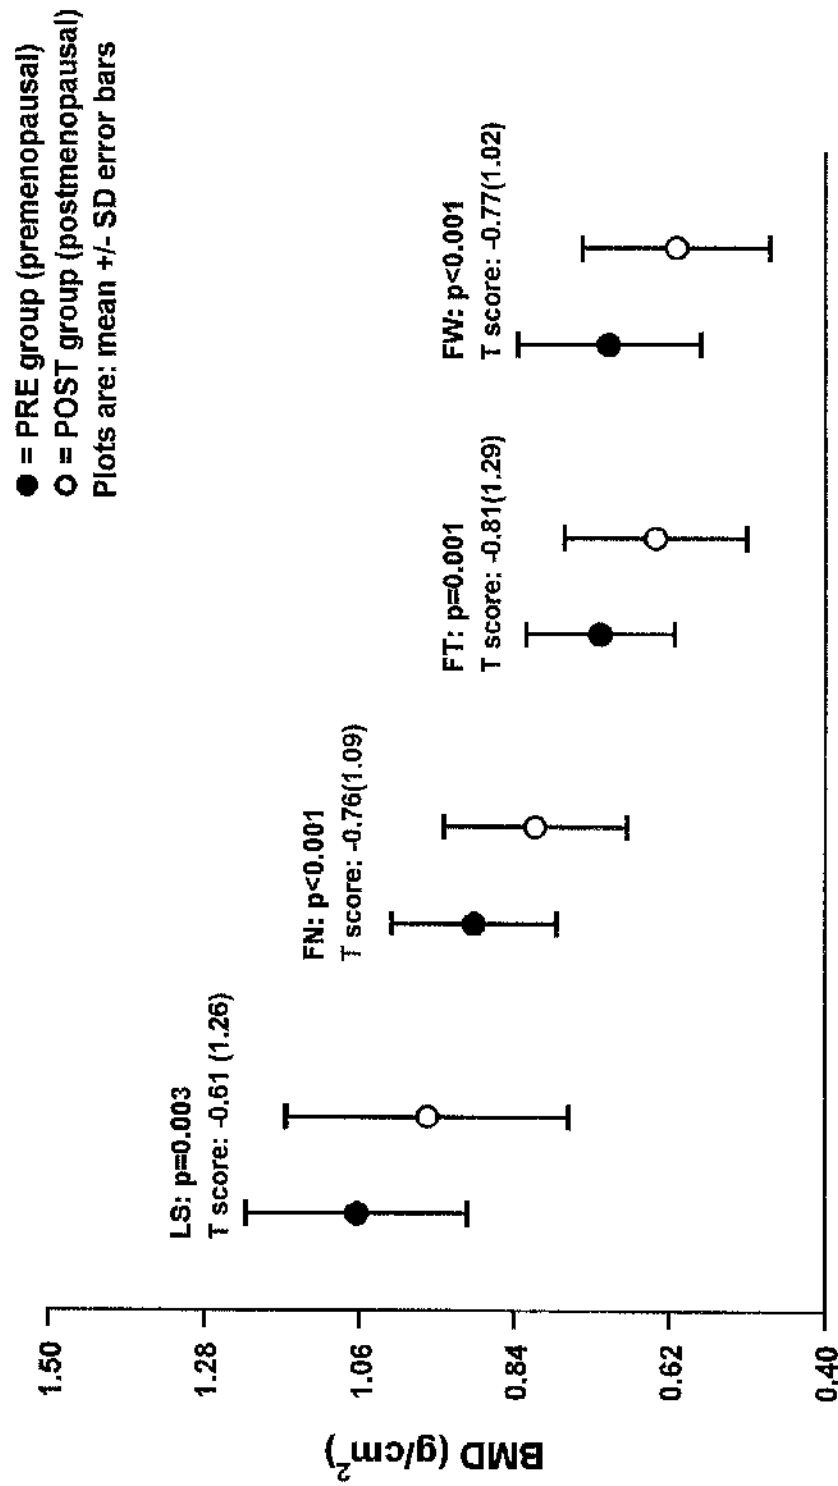 ● = PRE group (premenopausal)
○ = POST group (postmenopausal)
Plots are: mean +/- SD error bars
LS: p=0.003
T score: -0.61 (1.26)
FN: p<0.001
T score: -0.76(1.09)
FT: p=0.001
T score: -0.81(1.29)
FW: p<0.001
T score: -0.77(1.02)
BMD (g/cm²)
1.50
1.28
1.06
0.84
0.62
0.40